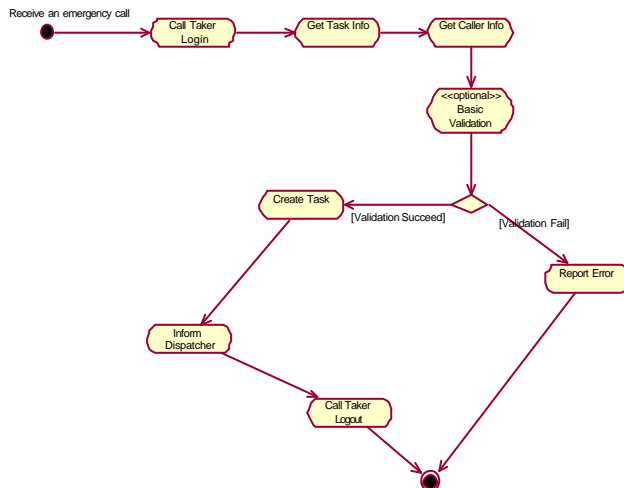 Receive an emergency call
Call Taker
Login
Get Task Info
Get Caller Info
<<optional>>
Basic
Validation
Create Task
[Validation Succeed]
[Validation Fail]
Report Error
Inform
Dispatcher
Call Taker
Logout